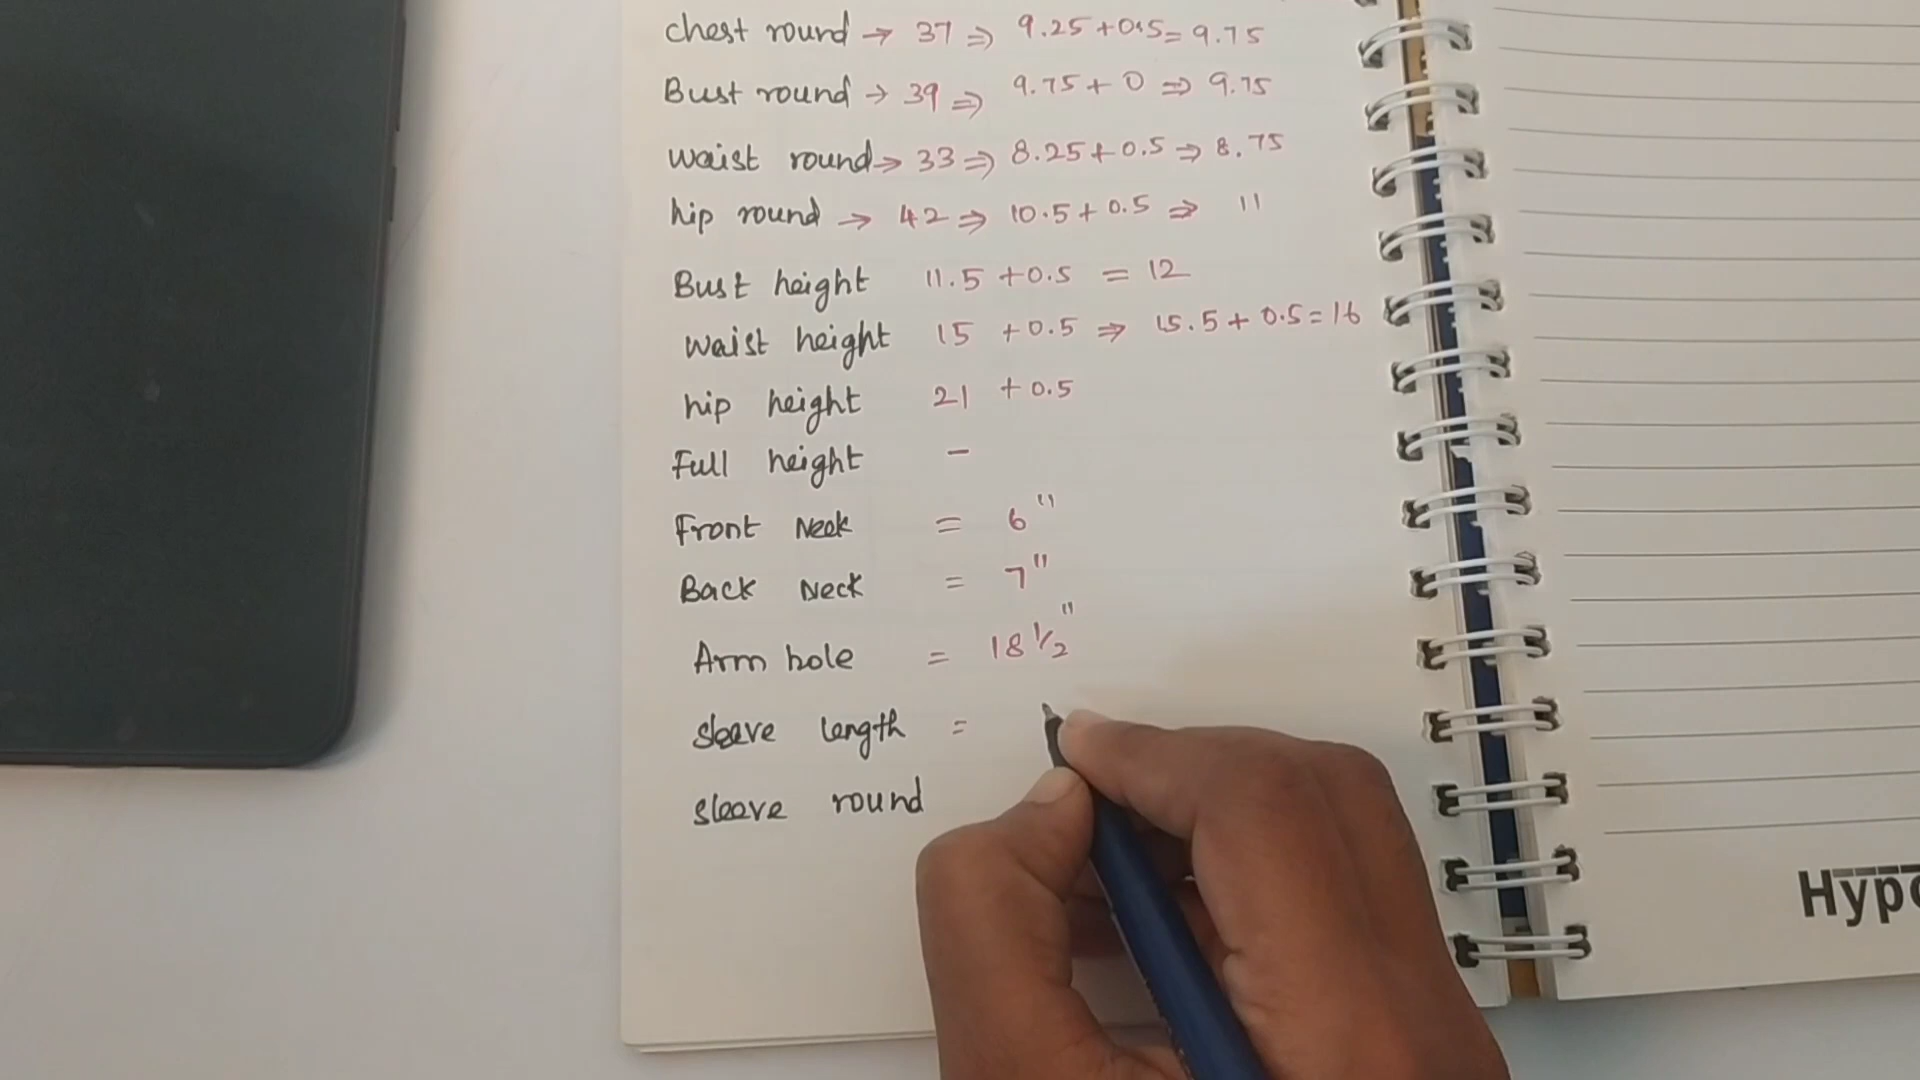 chest round → 37 ⇒ 9.25+0.5= 9.75
Bust round → 39 ⇒ 9.75+ 0 ⇒ 9.75
waist round → 33 ⇒ 8.25+0.5 ⇒ 8.75
hip round → 42 ⇒ 10.5+0.5 ⇒ 11
Bust height 11.5 +0.5 = 12
waist height 15 +0.5 ⇒ 15.5+0.5=16
hip height 21 +0.5
Full height -
Front Neck = 6"
Back Neck = 7"
Arm hole = 18 1/2"
sleeve length =
sleeve round